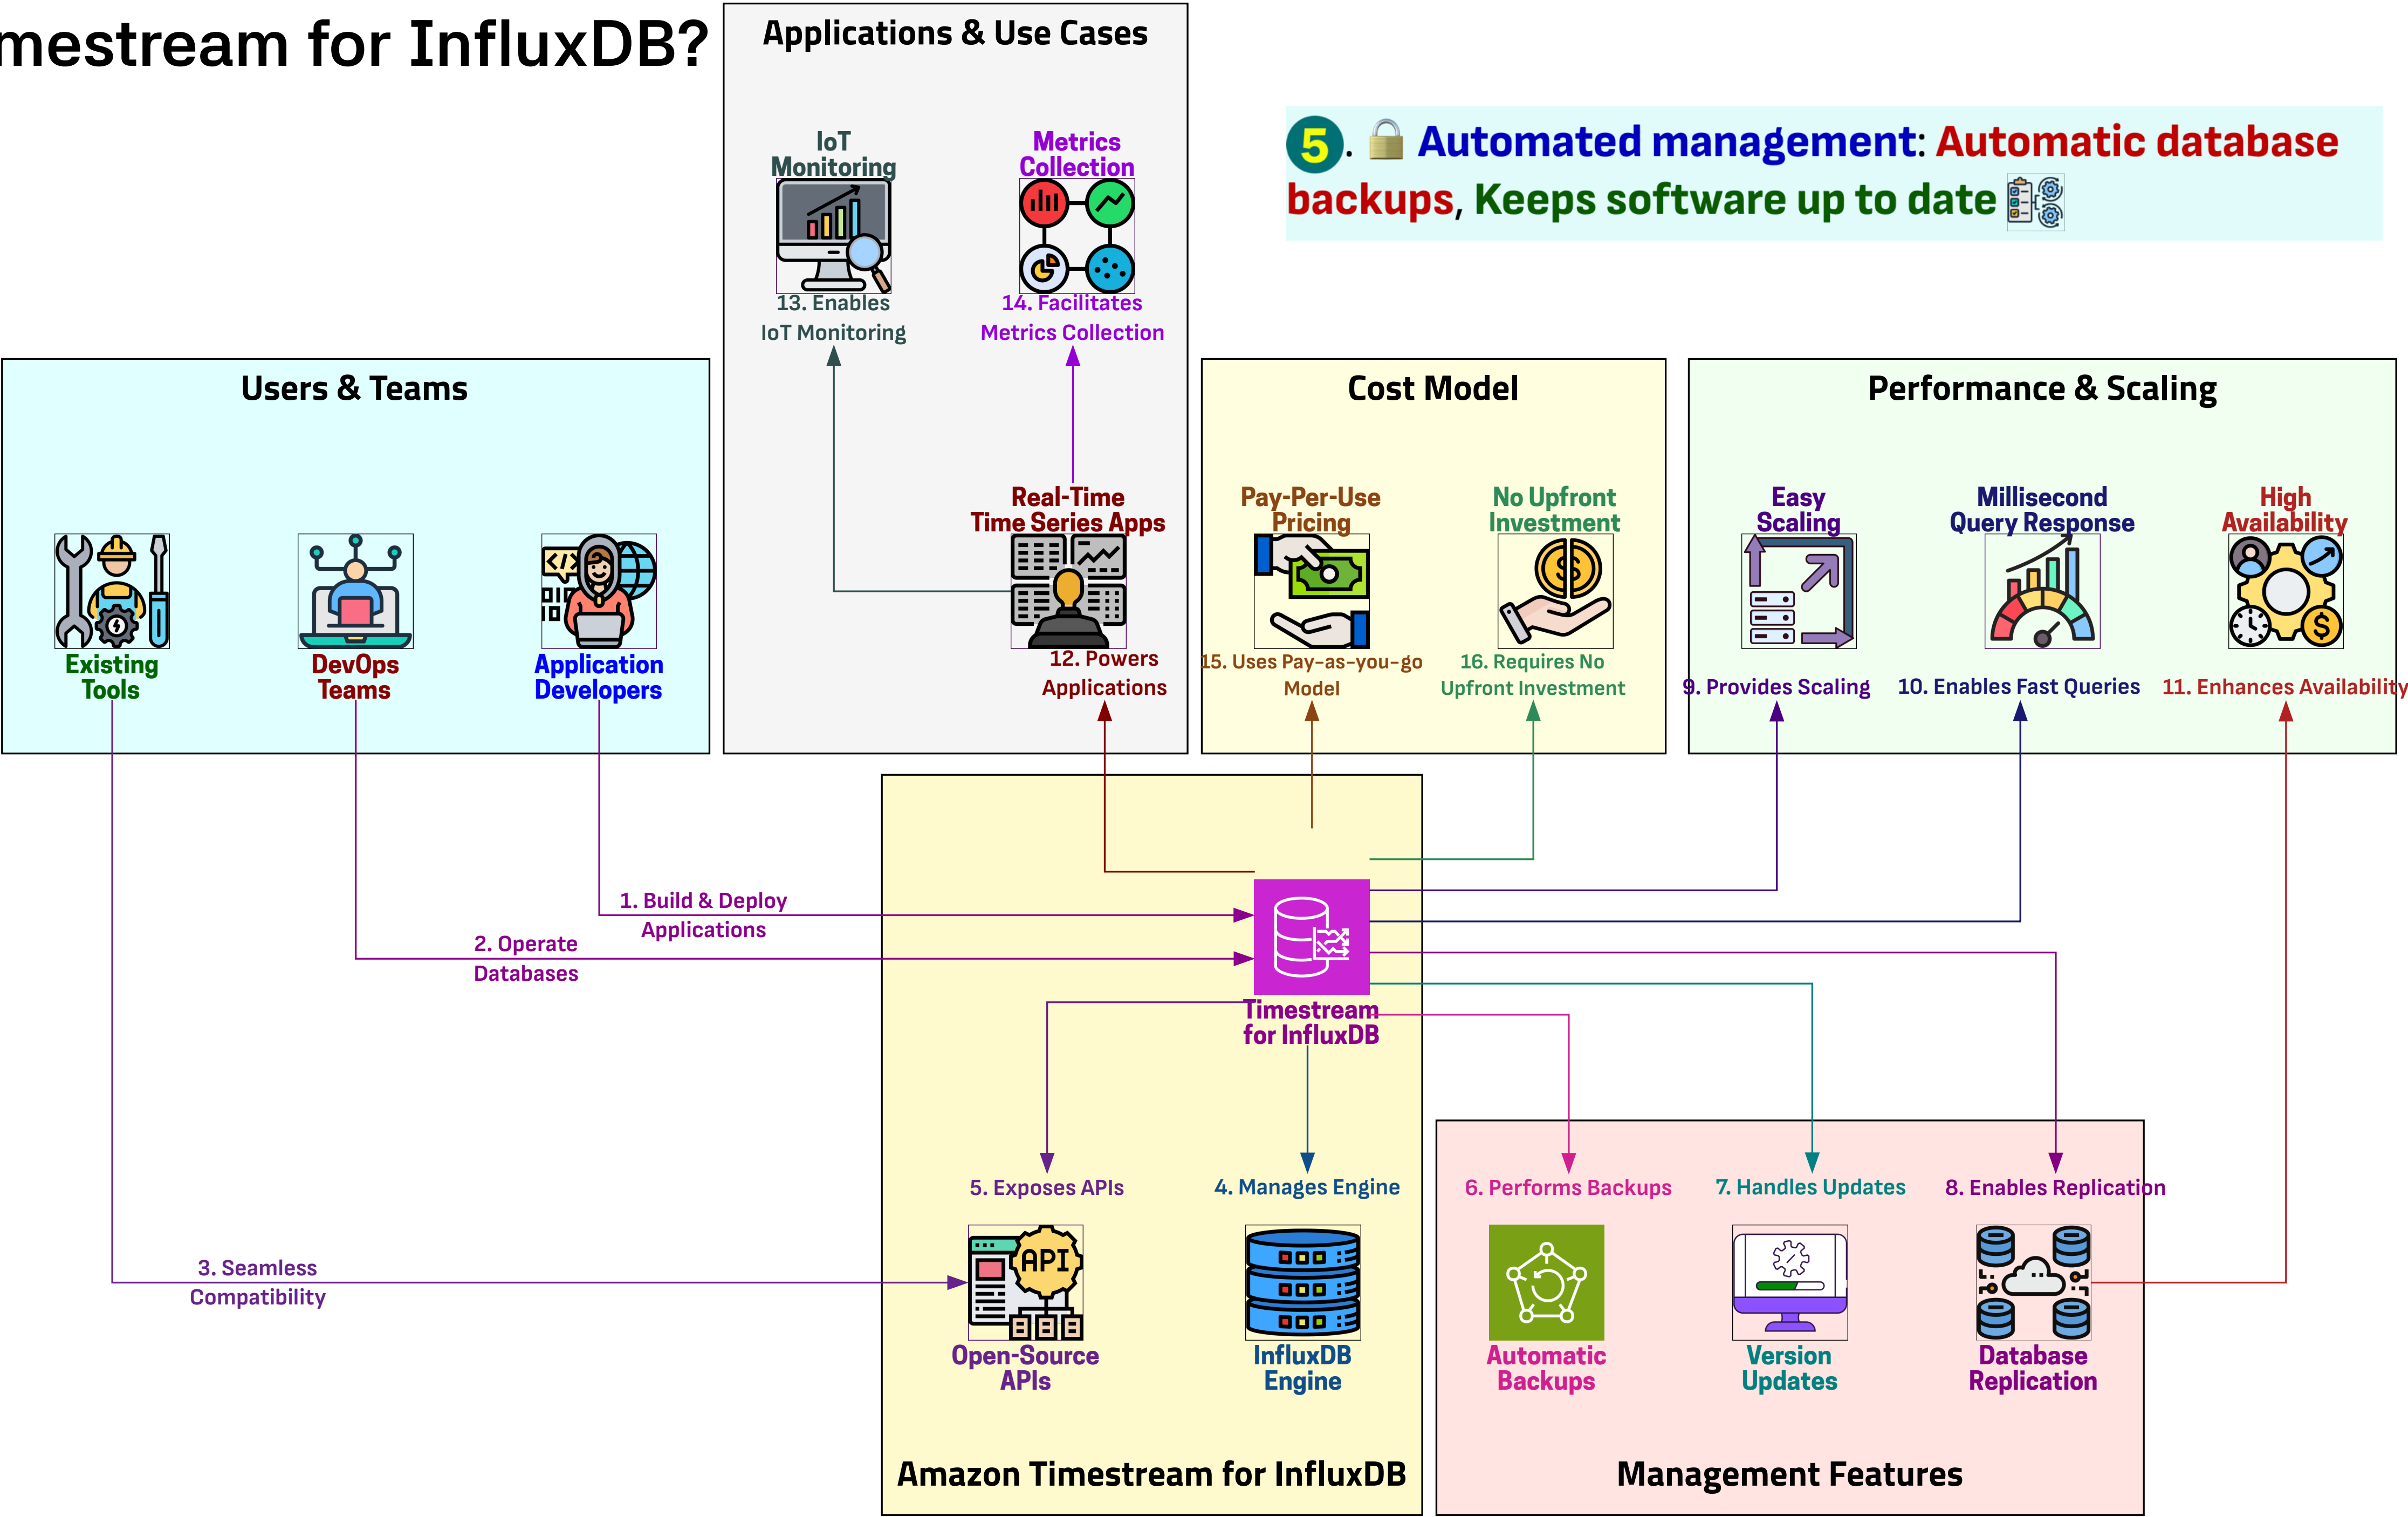 mestream for InfluxDB?
Applications & Use Cases
5. Automated management: Automatic database
backups, Keeps software up to date
IoT
Monitoring
Metrics
Collection
13. Enables
IoT Monitoring
14. Facilitates
Metrics Collection
Users & Teams
Cost Model
Performance & Scaling
Real-Time
Time Series Apps
Pay-Per-Use
Pricing
No Upfront
Investment
Easy
Scaling
Millisecond
Query Response
High
Availability
Existing
Tools
DevOps
Teams
Application
Developers
12. Powers
Applications
15. Uses Pay-as-you-go
Model
16. Requires No
Upfront Investment
9. Provides Scaling
10. Enables Fast Queries
11. Enhances Availability
1. Build & Deploy
Applications
2. Operate
Databases
Timestream
for InfluxDB
5. Exposes APIs
4. Manages Engine
6. Performs Backups
7. Handles Updates
8. Enables Replication
3. Seamless
Compatibility
API
Open-Source
APIs
InfluxDB
Engine
Automatic
Backups
Version
Updates
Database
Replication
Amazon Timestream for InfluxDB
Management Features